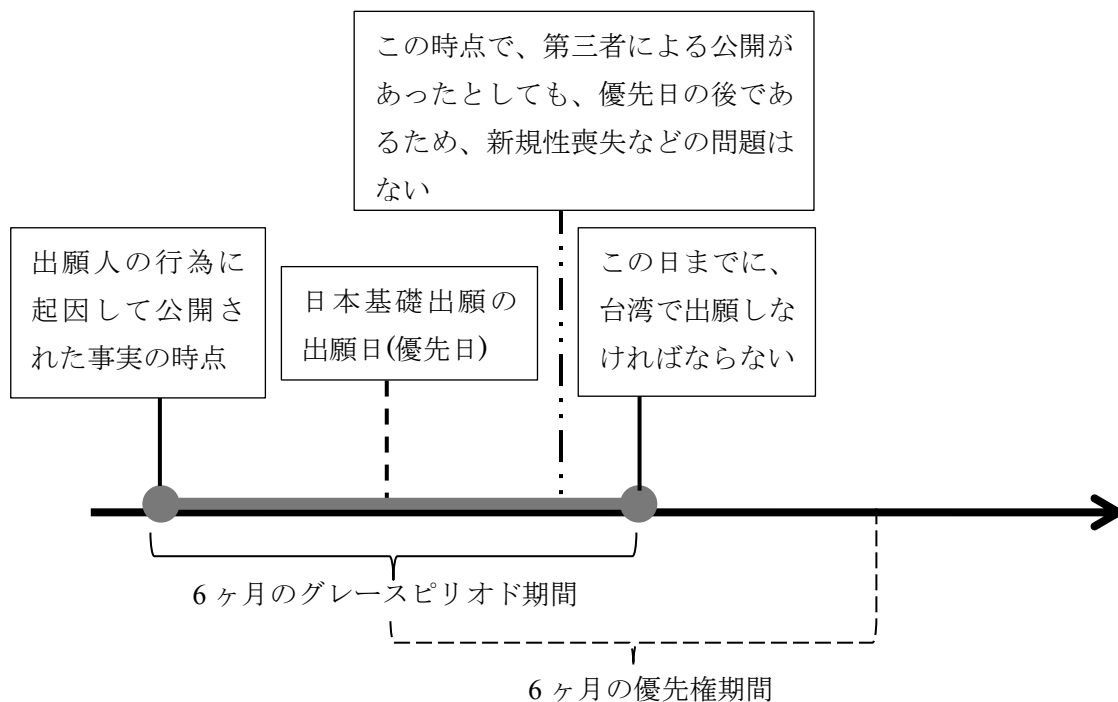 この時点で、第三者による公開が
あったとしても、優先日の後であ
るため、新規性喪失などの問題は
ない
出願人の行為に
起因して公開さ
れた事実の時点
日本基礎出願の
出願日(優先日)
この日までに、
台湾で出願しな
ければならない
6 ヶ月のグレースピリオド期間
6 ヶ月の優先権期間